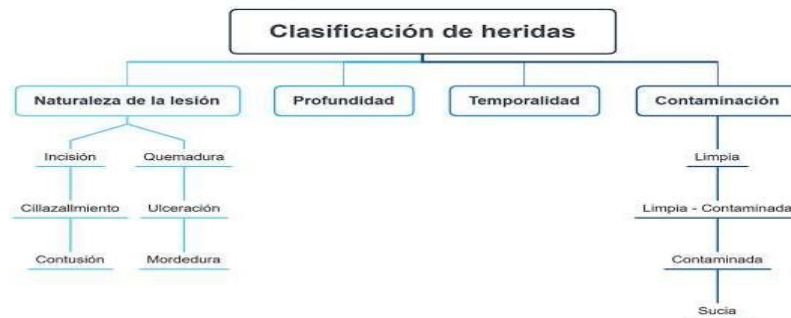 Clasificación de heridas
Naturaleza de la lesión
Profundidad
Temporalidad
Contaminación
Incisión
Quemadura
Limpia
Cillazallmiento
Ulceración
Limpia - Contaminada
Contusión
Mordedura
Contaminada
Sucia